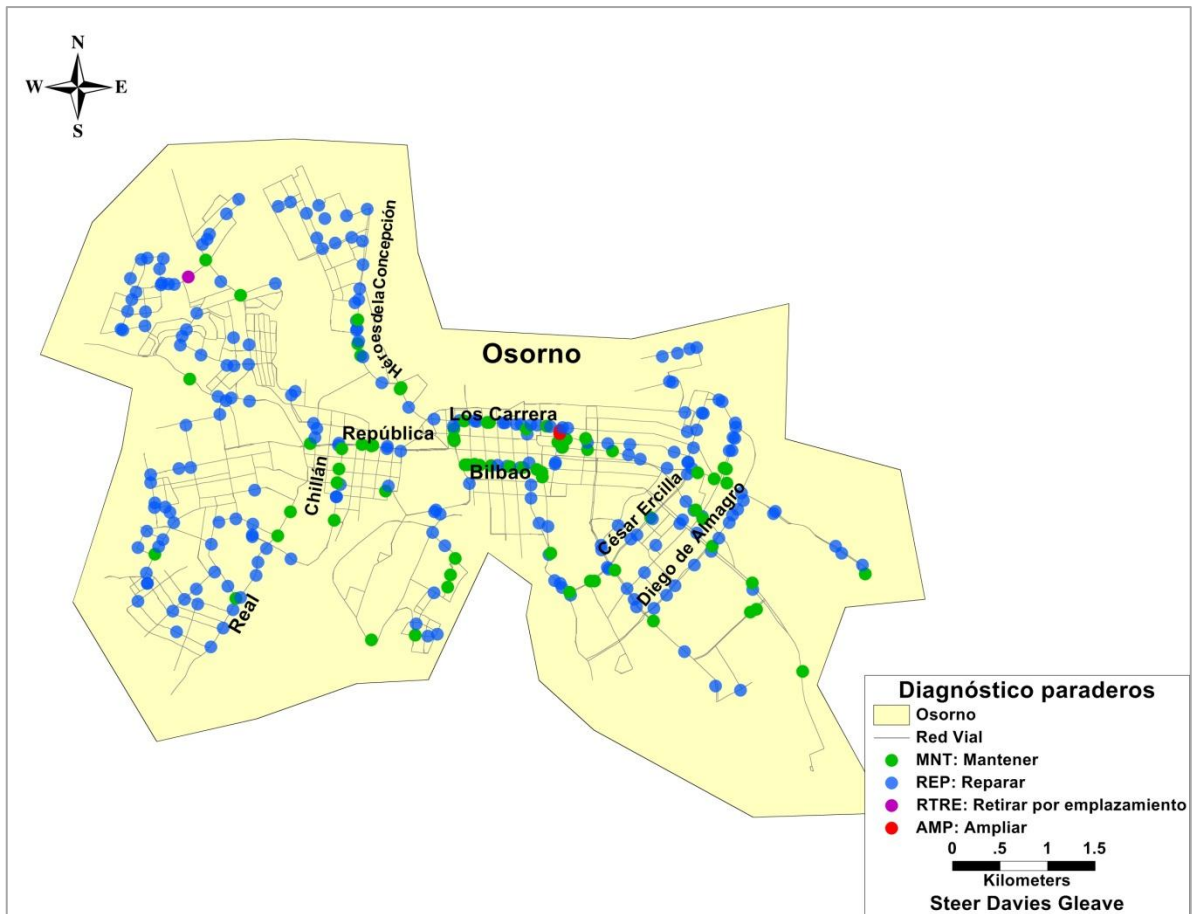 N
W E
S
Héroes de la Concepción
Osorno
Los Carrera
República
Bilbao
Chillán
César Ercilla
Diego de Almagro
Real
Diagnóstico paraderos
Osorno
Red Vial
MNT: Mantener
REP: Reparar
RTRE: Retirar por emplazamiento
AMP: Ampliar
0 .5 1 1.5
Kilometers
Steer Davies Gleave